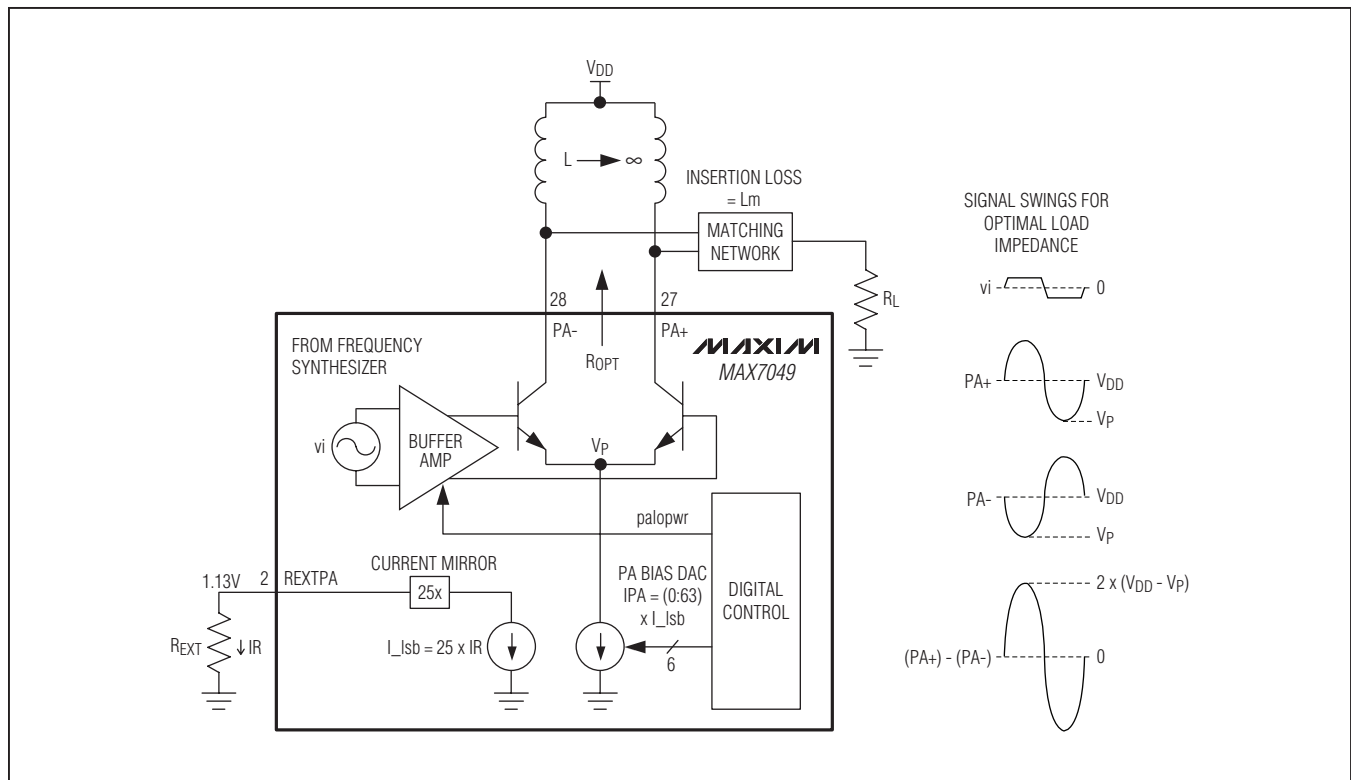 VDD
L ∞
INSERTION LOSS
= Lm
MATCHING
NETWORK
RL
28
27
PA-
PA+
ROPT
FROM FREQUENCY
SYNTHESIZER
MAXIM
MAX7049
vi
BUFFER
AMP
VP
palopwr
DIGITAL
CONTROL
CURRENT MIRROR
25x
1.13V
2
REXTPA
REXT
IR
I_lsb = 25 x IR
PA BIAS DAC
IPA = (0:63)
x I_lsb
6
SIGNAL SWINGS FOR
OPTIMAL LOAD
IMPEDANCE
vi
0
PA+
VDD
VP
PA-
VDD
VP
2 x (VDD - VP)
(PA+) - (PA-)
0